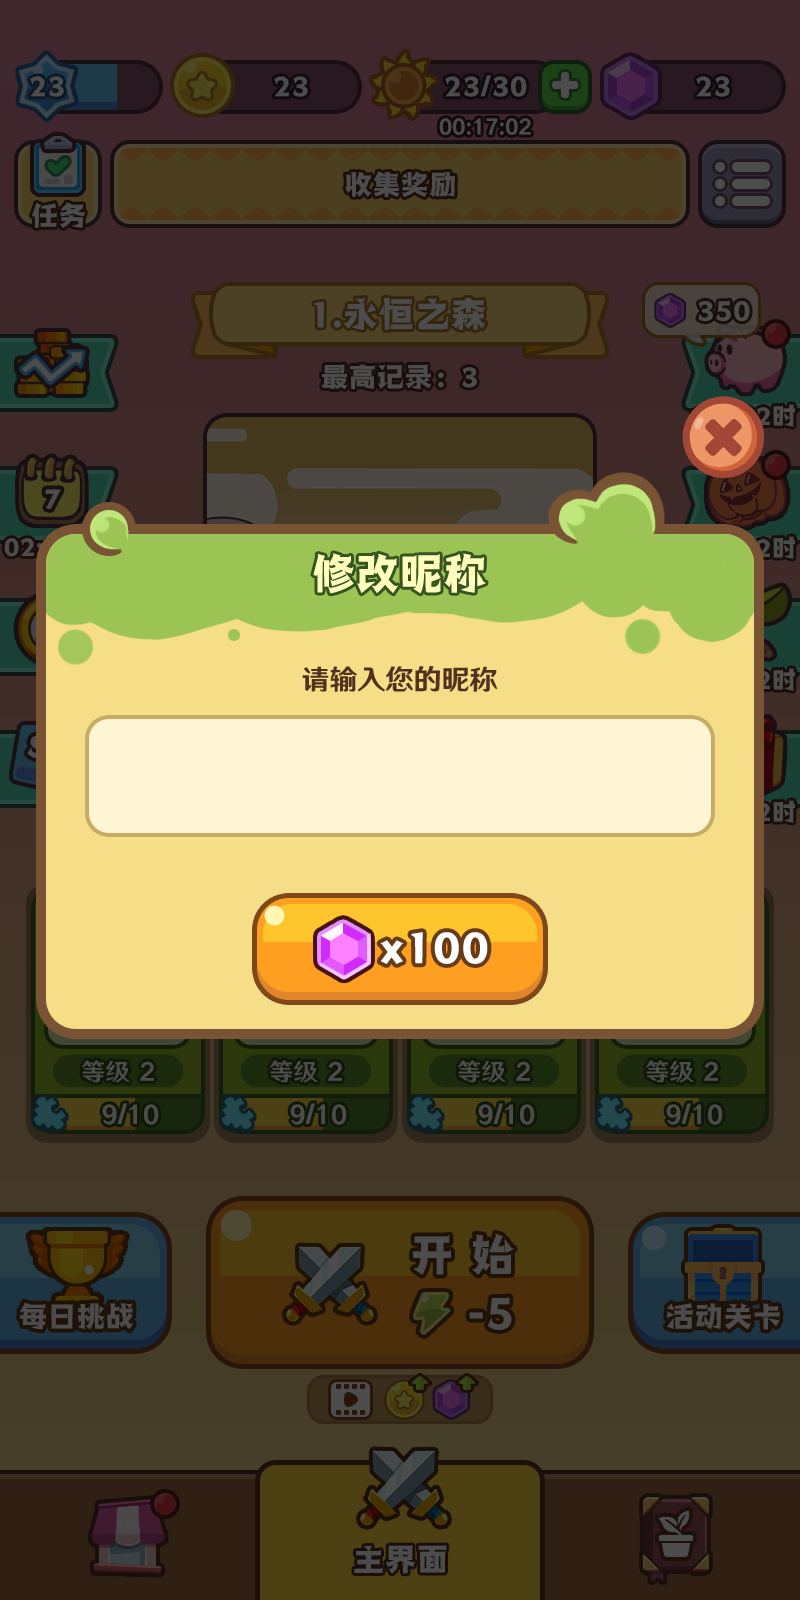 23
23
23/30
23
00:17:02
任务
收集奖励
1.永恒之森
350
最高记录：3
2时
7
02
2时
修改昵称
请输入您的昵称
2时
2时
x100
等级 2
等级 2
等级 2
等级 2
9/10
9/10
9/10
9/10
每日挑战
开 始
-5
活动关卡
主界面